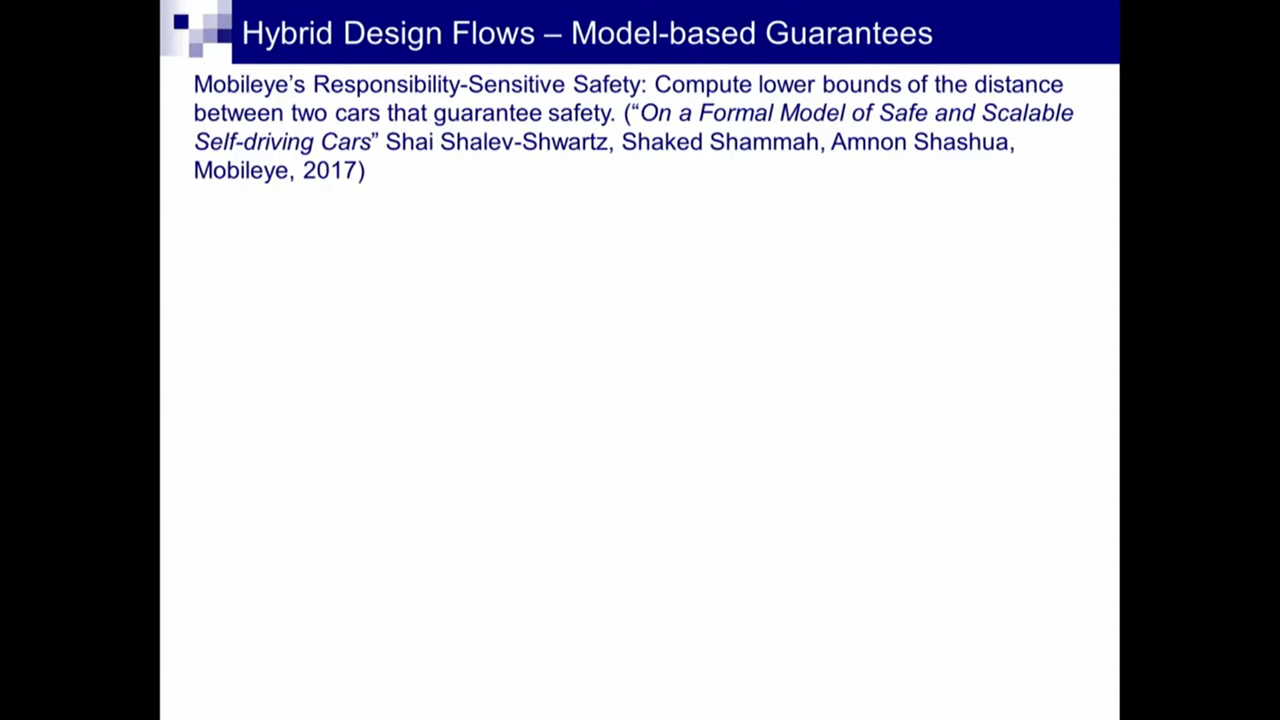 Hybrid Design Flows – Model-based Guarantees
Mobileye’s Responsibility-Sensitive Safety: Compute lower bounds of the distance
between two cars that guarantee safety. (“On a Formal Model of Safe and Scalable
Self-driving Cars” Shai Shalev-Shwartz, Shaked Shammah, Amnon Shashua,
Mobileye, 2017)